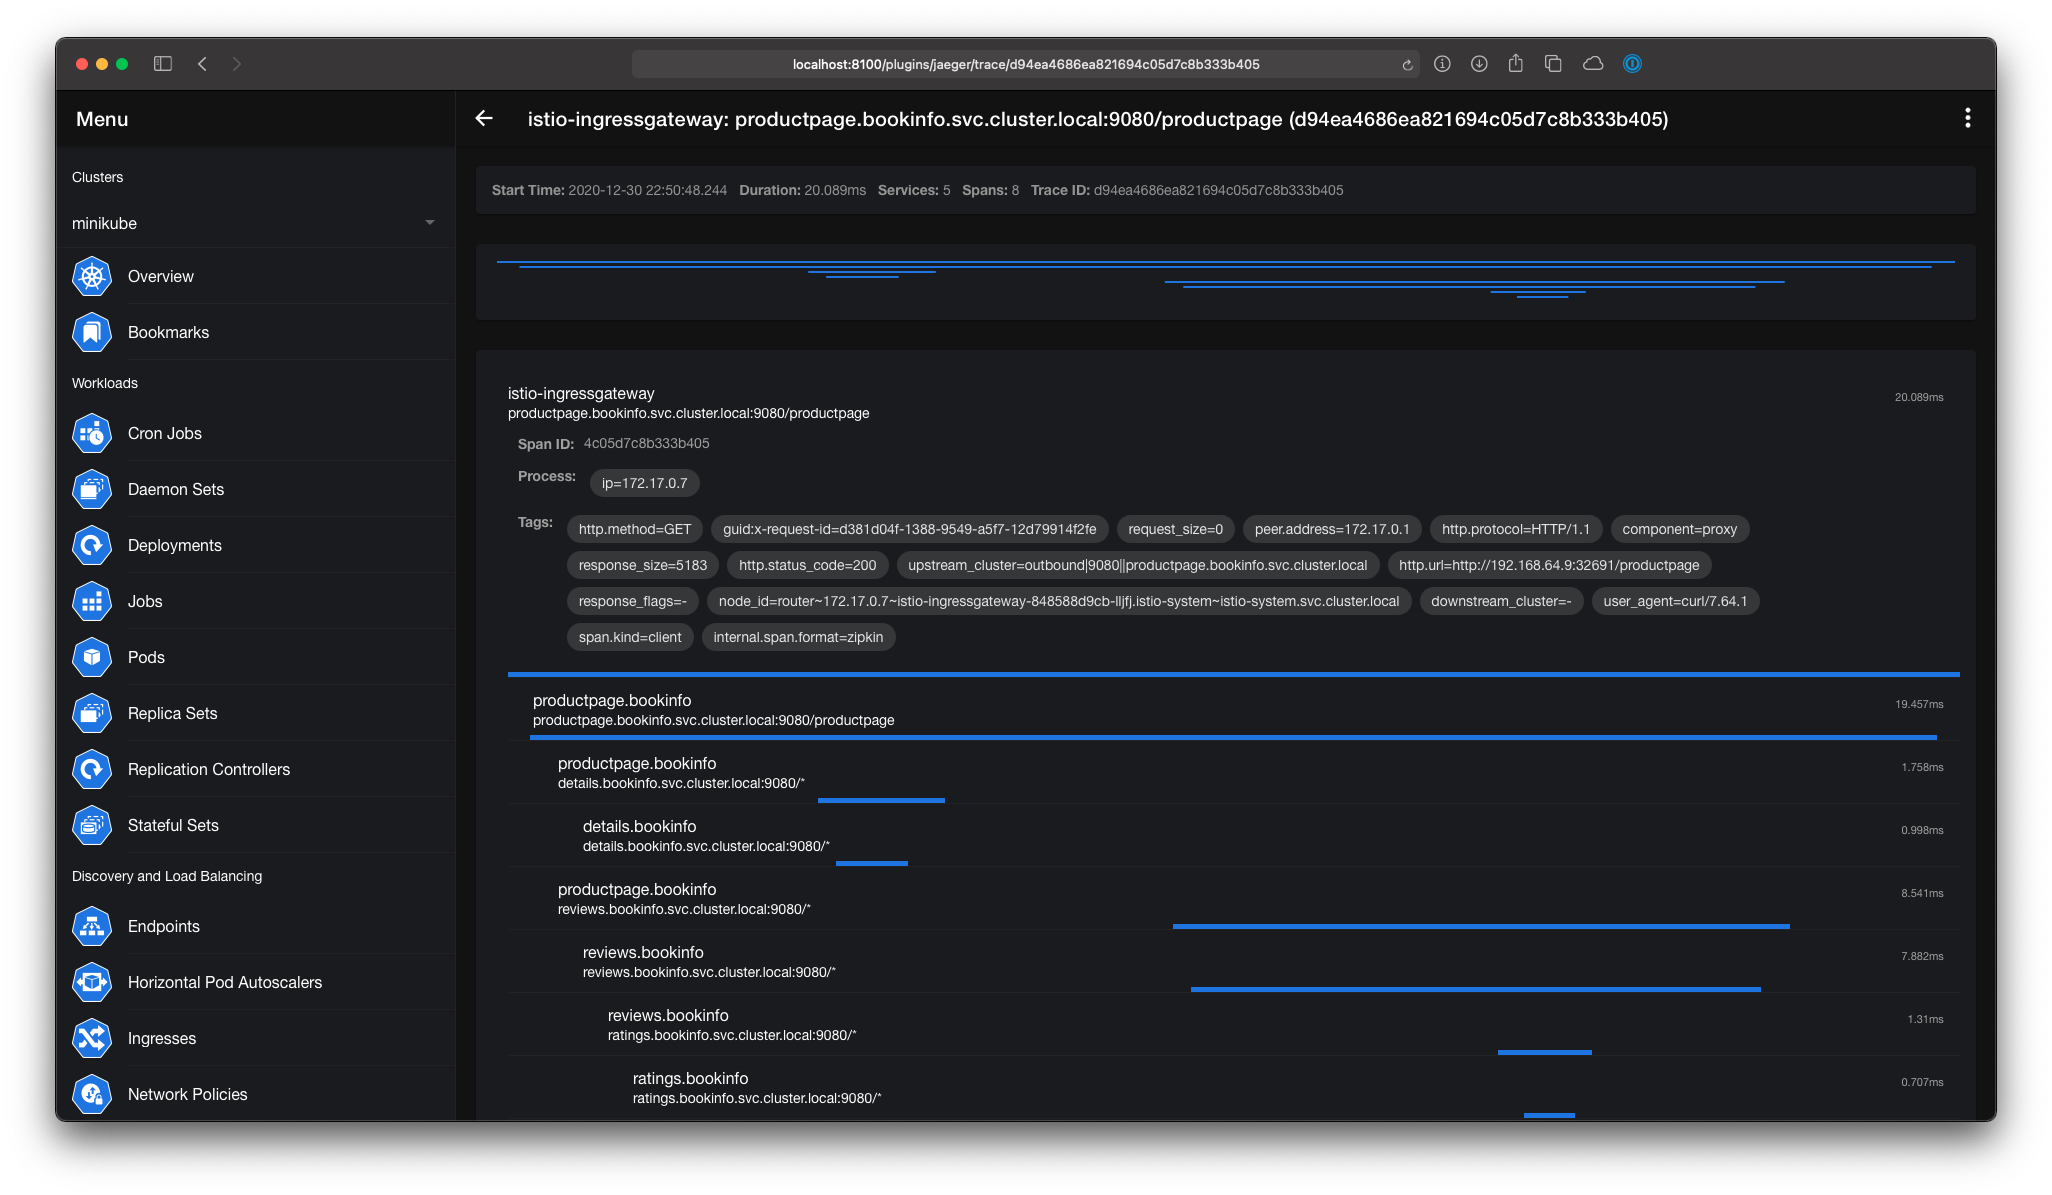 localhost:8100/plugins/jaeger/trace/d94ea4686ea821694c05d7c8b333b405
Menu
Clusters
minikube
Overview
Bookmarks
Workloads
Cron Jobs
Daemon Sets
Deployments
Jobs
Pods
Replica Sets
Replication Controllers
Stateful Sets
Discovery and Load Balancing
Endpoints
Horizontal Pod Autoscalers
Ingresses
Network Policies
istio-ingressgateway: productpage.bookinfo.svc.cluster.local:9080/productpage (d94ea4686ea821694c05d7c8b333b405)
Start Time: 2020-12-30 22:50:48.244 Duration: 20.089ms Services: 5 Spans: 8 Trace ID: d94ea4686ea821694c05d7c8b333b405
istio-ingressgateway
20.089ms
productpage.bookinfo.svc.cluster.local:9080/productpage
Span ID: 4c05d7c8b333b405
Process: ip=172.17.0.7
Tags: http.method=GET guid:x-request-id=d381d04f-1388-9549-a5f7-12d79914f2fe request_size=0 peer.address=172.17.0.1 http.protocol=HTTP/1.1 component=proxy
response_size=5183 http.status_code=200 upstream_cluster=outbound|9080||productpage.bookinfo.svc.cluster.local http.url=http://192.168.64.9:32691/productpage
response_flags=- node_id=router~172.17.0.7~istio-ingressgateway-848588d9cb-lljfj.istio-system~istio-system.svc.cluster.local downstream_cluster=- user_agent=curl/7.64.1
span.kind=client internal.span.format=zipkin
productpage.bookinfo
19.457ms
productpage.bookinfo.svc.cluster.local:9080/productpage
productpage.bookinfo
1.758ms
details.bookinfo.svc.cluster.local:9080/*
details.bookinfo
0.998ms
details.bookinfo.svc.cluster.local:9080/*
productpage.bookinfo
8.541ms
reviews.bookinfo.svc.cluster.local:9080/*
reviews.bookinfo
7.882ms
reviews.bookinfo.svc.cluster.local:9080/*
reviews.bookinfo
1.31ms
ratings.bookinfo.svc.cluster.local:9080/*
ratings.bookinfo
0.707ms
ratings.bookinfo.svc.cluster.local:9080/*